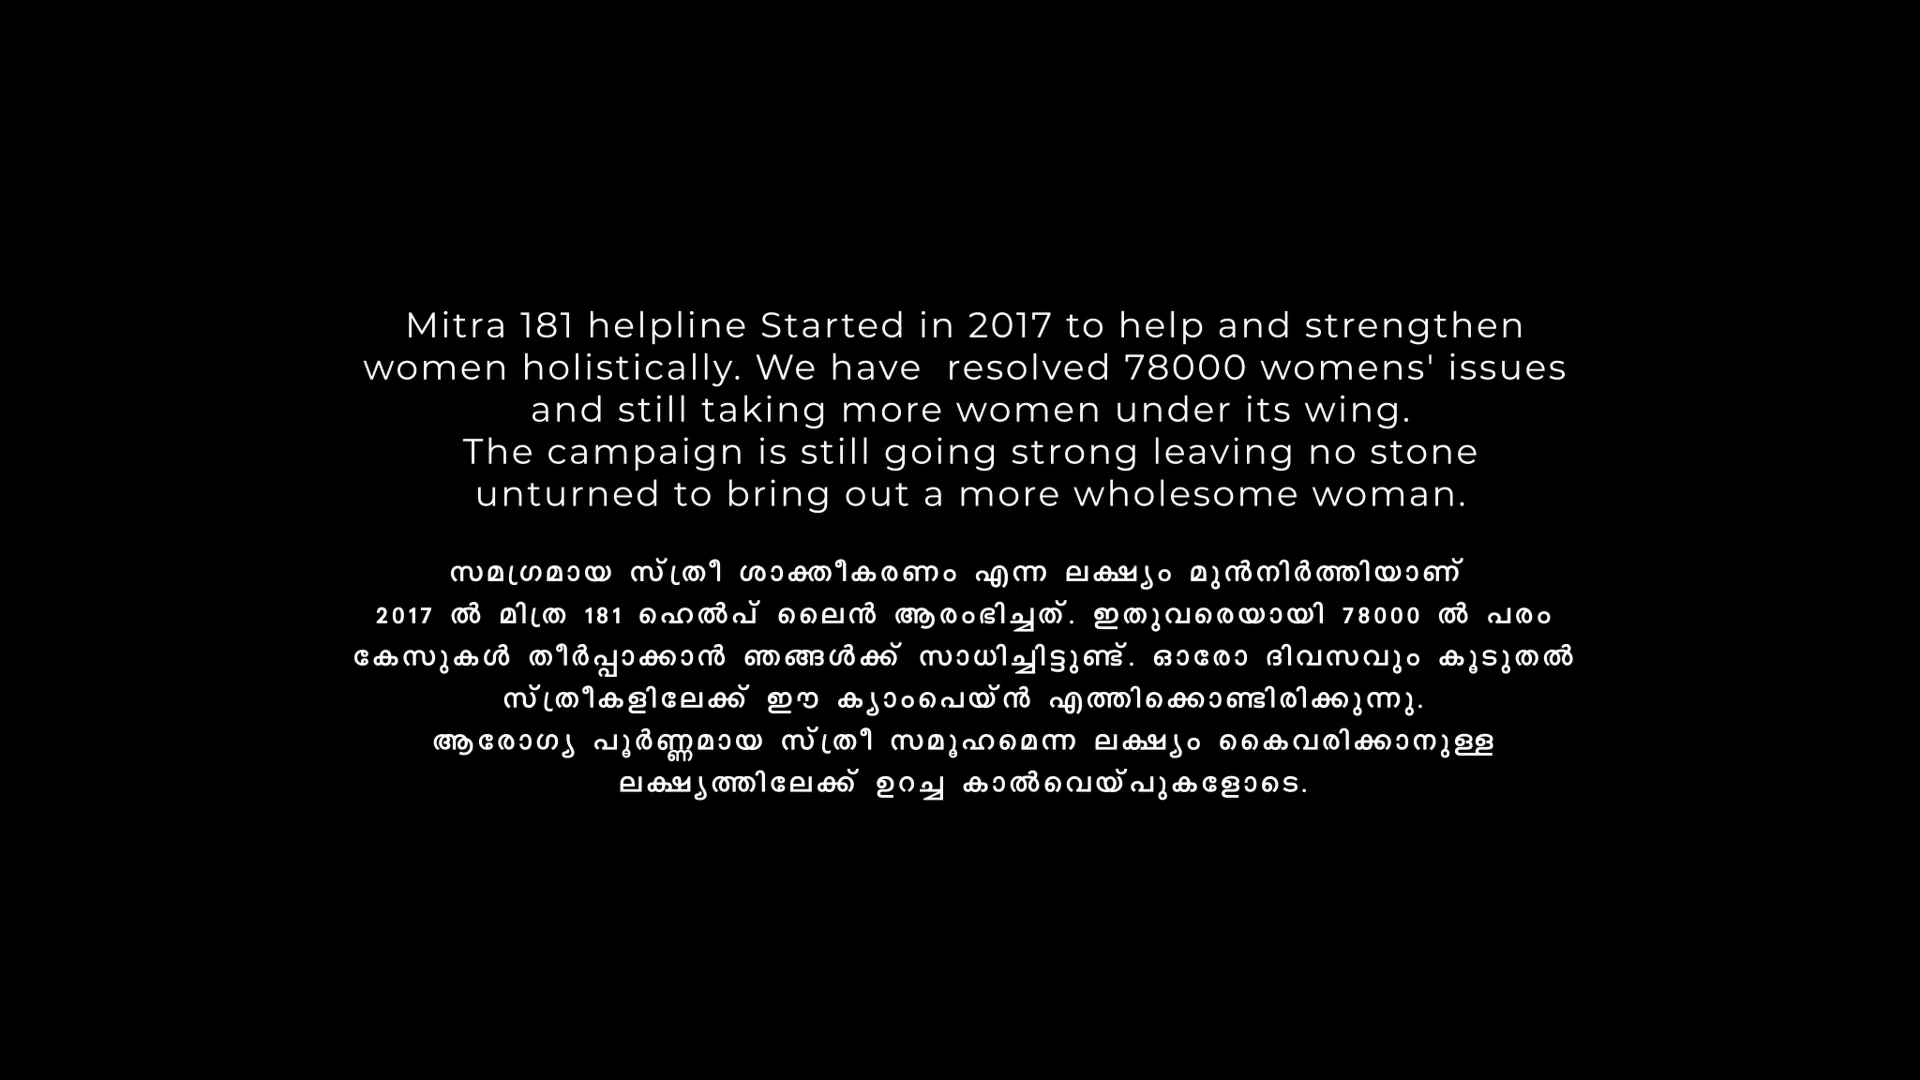 Mitra 181 helpline Started in 2017 to help and strengthen
women holistically. We have  resolved 78000 womens' issues
and still taking more women under its wing.
The campaign is still going strong leaving no stone
unturned to bring out a more wholesome woman.
സമഗ്രമായ സ്ത്രീ ശാക്തീകരണം എന്ന ലക്ഷ്യം മുൻനിർത്തിയാണ്
2017 ൽ മിത്ര 181 ഹെൽപ് ലൈൻ ആരംഭിച്ചത്. ഇതുവരെയായി 78000 ൽ പരം
കേസുകൾ തീർപ്പാക്കാൻ ഞങ്ങൾക്ക് സാധിച്ചിട്ടുണ്ട്. ഓരോ ദിവസവും കൂടുതൽ
സ്ത്രീകളിലേക്ക് ഈ ക്യാംപെയ്ൻ എത്തിക്കൊണ്ടിരിക്കുന്നു.
ആരോഗ്യ പൂർണ്ണമായ സ്ത്രീ സമൂഹമെന്ന ലക്ഷ്യം കൈവരിക്കാനുള്ള
ലക്ഷ്യത്തിലേക്ക് ഉറച്ച കാൽവെയ്പുകളോടെ.